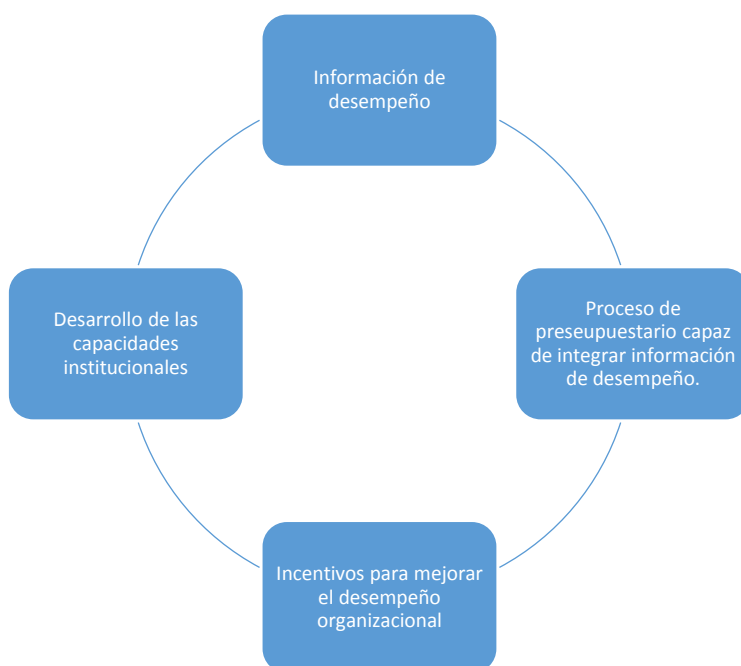 Información de
desempeño
Desarrollo de las
capacidades
institucionales
Proceso de
preseupuestario capaz
de integrar información
de desempeño.
Incentivos para mejorar
el desempeño
organizacional